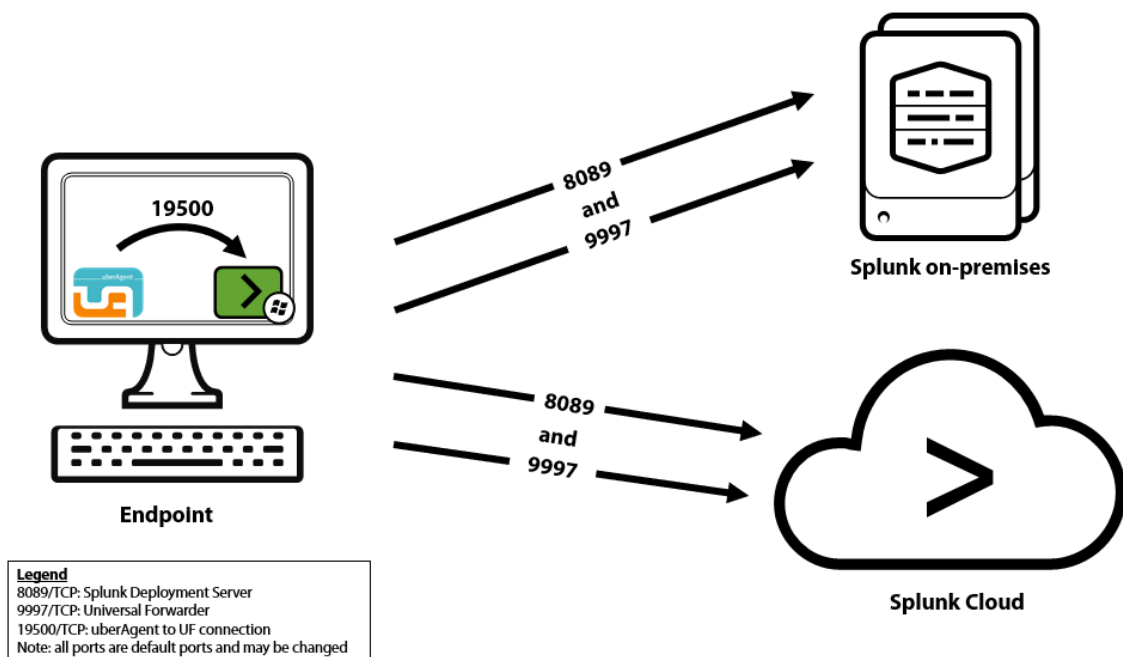 19500
uberAgent
ua
Endpoint
8089
and
9997
Splunk on-premises
8089
and
9997
>
Splunk Cloud
Legend
8089/TCP: Splunk Deployment Server
9997/TCP: Universal Forwarder
19500/TCP: uberAgent to UF connection
Note: all ports are default ports and may be changed